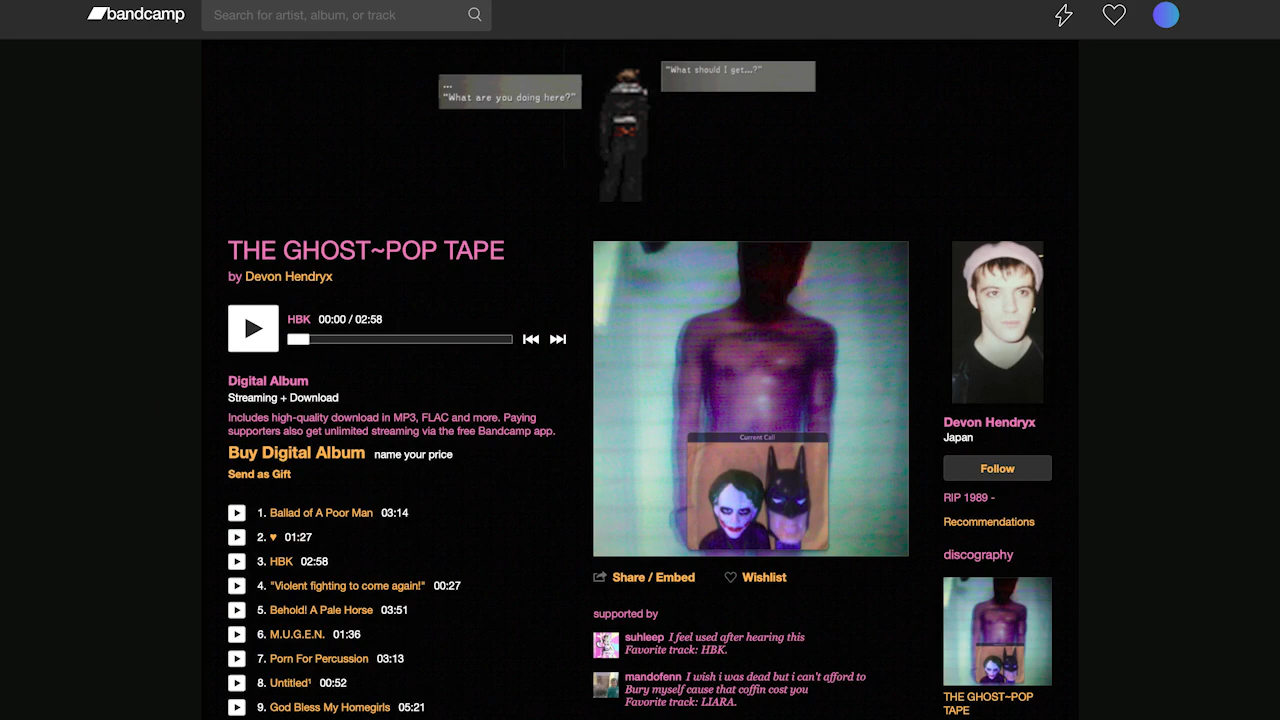 bandcamp
Search for artist, album, or track
...
"What are you doing here?"
"What should I get...?"
THE GHOST~POP TAPE
by Devon Hendryx
HBK 00:00 / 02:58
Digital Album
Streaming + Download
Includes high-quality download in MP3, FLAC and more. Paying
supporters also get unlimited streaming via the free Bandcamp app.
Buy Digital Album name your price
Send as Gift
1. Ballad of A Poor Man 03:14
2. ♥ 01:27
3. HBK 02:58
4. "Violent fighting to come again!" 00:27
5. Behold! A Pale Horse 03:51
6. M.U.G.E.N. 01:36
7. Porn For Percussion 03:13
8. Untitled¹ 00:52
9. God Bless My Homegirls 05:21
Current Call
Share / Embed Wishlist
supported by
suhleep I feel used after hearing this
Favorite track: HBK.
mandofenn I wish i was dead but i can't afford to
Bury myself cause that coffin cost you
Favorite track: LIARA.
Devon Hendryx
Japan
Follow
RIP 1989 -
Recommendations
discography
THE GHOST~POP
TAPE